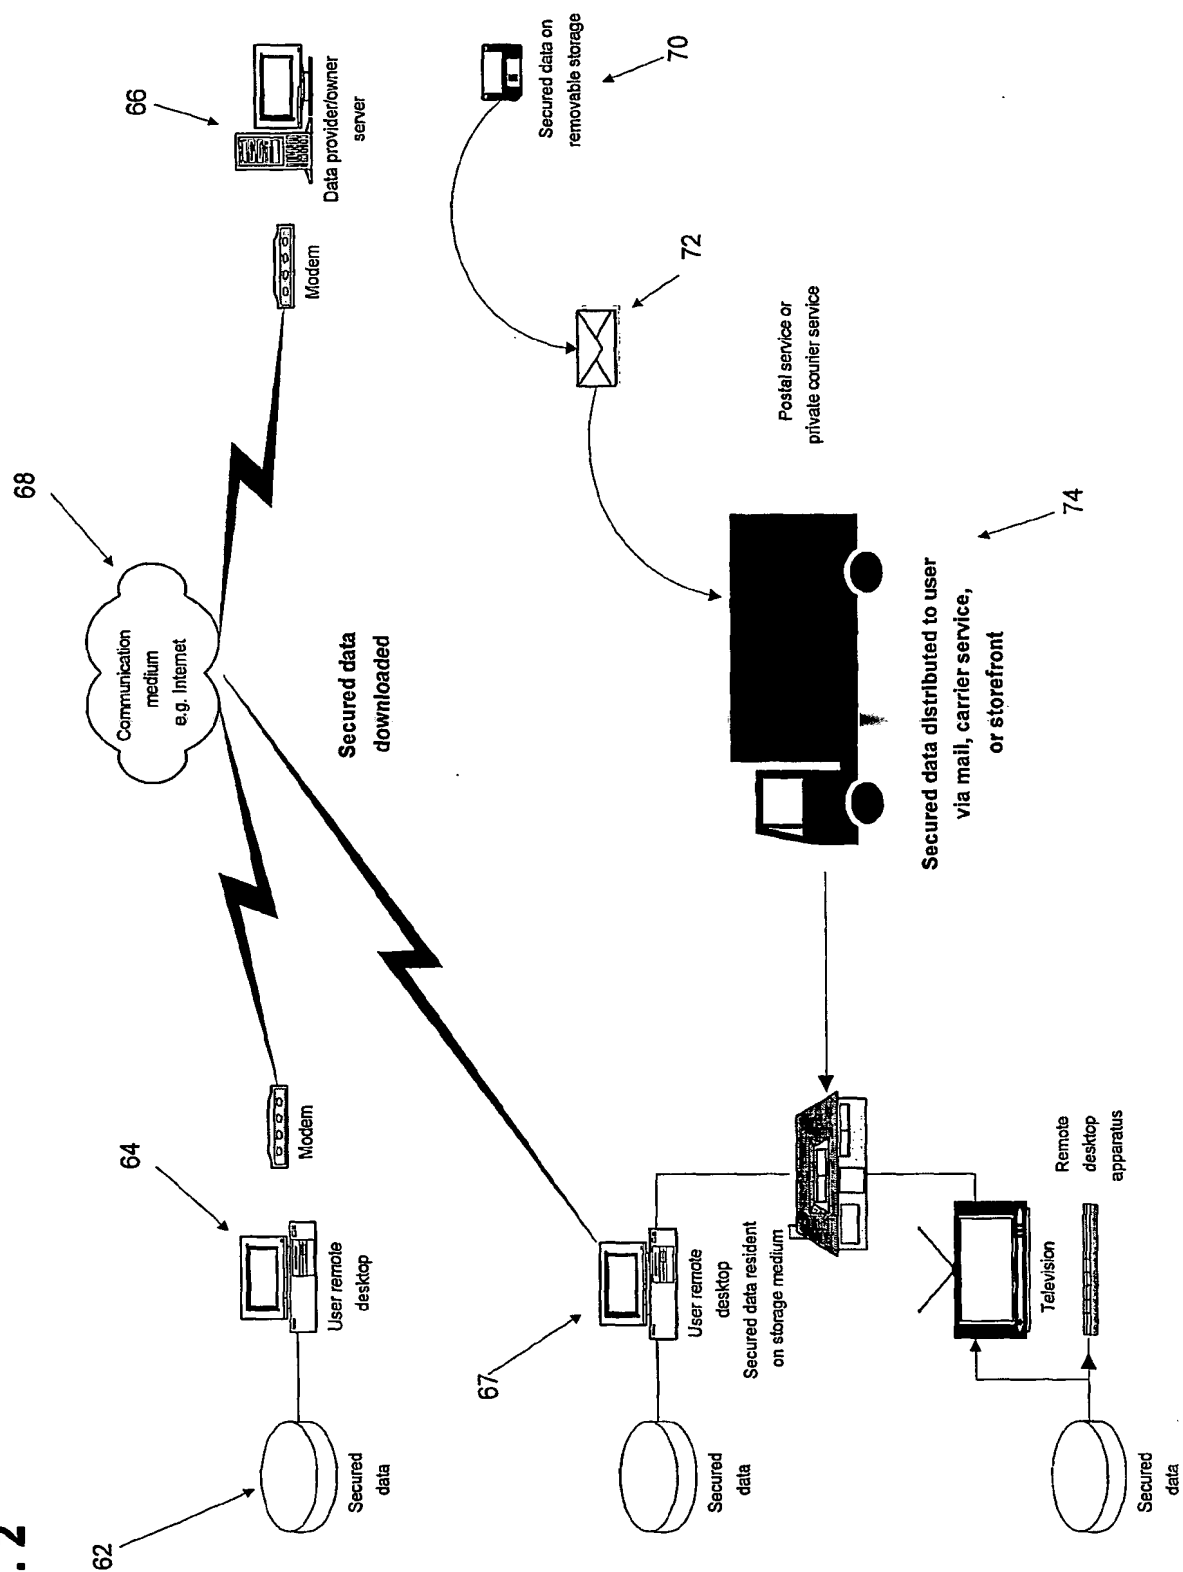 . 2
62
64
68
66
Secured
data
User remote
desktop
Modem
Communication
medium
e.g. Internet
Modem
Data provider/owner
server
Secured data
downloaded
67
Secured
data
User remote
desktop
Secured data resident
on storage medium
72
Secured data on
removable storage
70
Postal service or
private courier service
Secured data distributed to user
via mail, carrier service,
or storefront
74
Secured
data
Television
Remote
desktop
apparatus